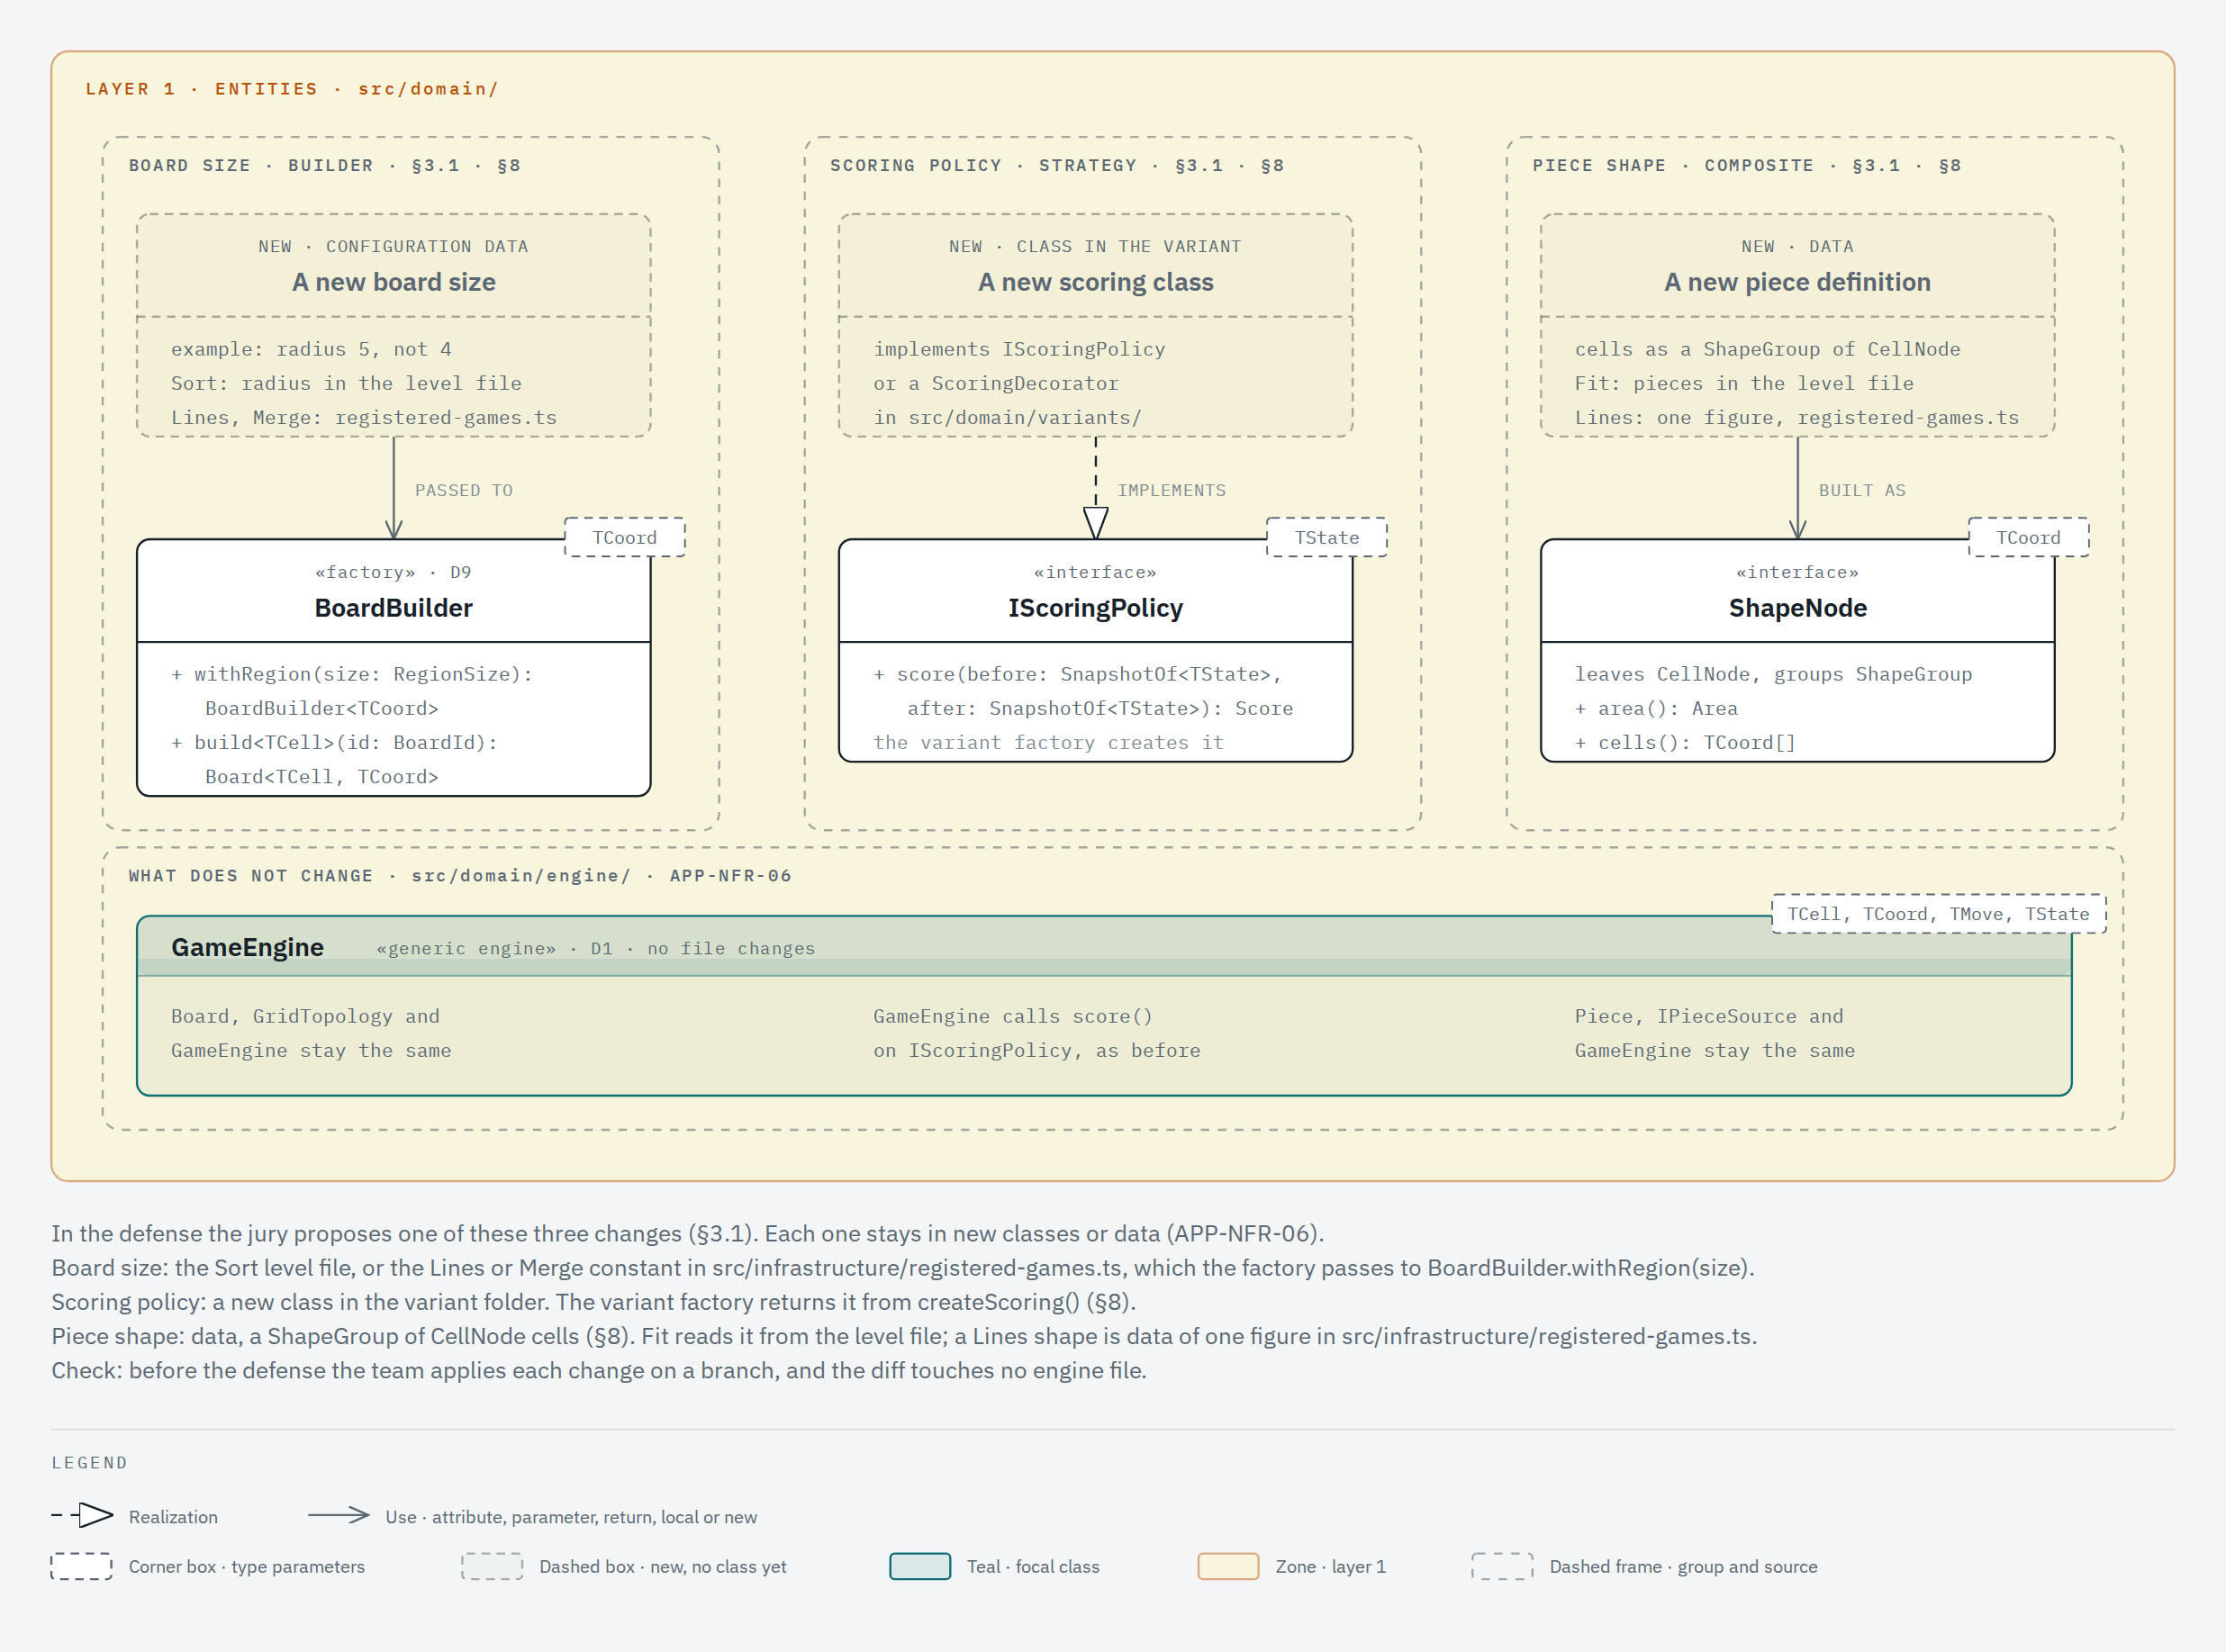 LAYER 1 · ENTITIES · src/domain/
BOARD SIZE · BUILDER · §3.1 · §8
NEW · CONFIGURATION DATA
A new board size
example: radius 5, not 4
Sort: radius in the level file
Lines, Merge: registered-games.ts
PASSED TO
TCoord
«factory» · D9
BoardBuilder
+ withRegion(size: RegionSize):
BoardBuilder<TCoord>
+ build<TCell>(id: BoardId):
Board<TCell, TCoord>
SCORING POLICY · STRATEGY · §3.1 · §8
NEW · CLASS IN THE VARIANT
A new scoring class
implements IScoringPolicy
or a ScoringDecorator
in src/domain/variants/
IMPLEMENTS
TState
«interface»
IScoringPolicy
+ score(before: SnapshotOf<TState>,
after: SnapshotOf<TState>): Score
the variant factory creates it
PIECE SHAPE · COMPOSITE · §3.1 · §8
NEW · DATA
A new piece definition
cells as a ShapeGroup of CellNode
Fit: pieces in the level file
Lines: one figure, registered-games.ts
BUILT AS
TCoord
«interface»
ShapeNode
leaves CellNode, groups ShapeGroup
+ area(): Area
+ cells(): TCoord[]
WHAT DOES NOT CHANGE · src/domain/engine/ · APP-NFR-06
TCell, TCoord, TMove, TState
GameEngine «generic engine» · D1 · no file changes
Board, GridTopology and
GameEngine stay the same
GameEngine calls score()
on IScoringPolicy, as before
Piece, IPieceSource and
GameEngine stay the same
In the defense the jury proposes one of these three changes (§3.1). Each one stays in new classes or data (APP-NFR-06).
Board size: the Sort level file, or the Lines or Merge constant in src/infrastructure/registered-games.ts, which the factory passes to BoardBuilder.withRegion(size).
Scoring policy: a new class in the variant folder. The variant factory returns it from createScoring() (§8).
Piece shape: data, a ShapeGroup of CellNode cells (§8). Fit reads it from the level file; a Lines shape is data of one figure in src/infrastructure/registered-games.ts.
Check: before the defense the team applies each change on a branch, and the diff touches no engine file.
LEGEND
Realization
Use · attribute, parameter, return, local or new
Corner box · type parameters
Dashed box · new, no class yet
Teal · focal class
Zone · layer 1
Dashed frame · group and source